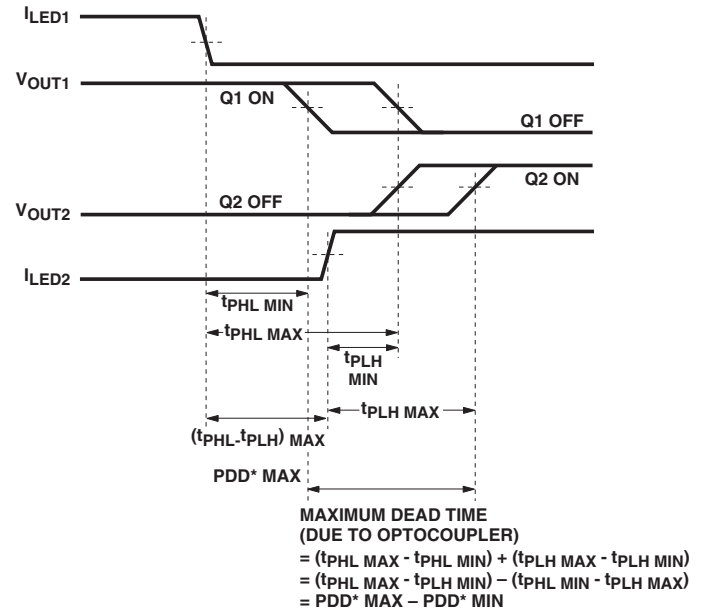 ILED1
VOUT1
Q1 ON
Q1 OFF
Q2 OFF
Q2 ON
VOUT2
ILED2
tPHL MIN
tPHL MAX
tPLH
MIN
tPLH MAX
(tPHL-tPLH) MAX
PDD* MAX
MAXIMUM DEAD TIME
(DUE TO OPTOCOUPLER)
= (tPHL MAX - tPHL MIN) + (tPLH MAX - tPLH MIN)
= (tPHL MAX - tPLH MIN) – (tPHL MIN - tPLH MAX)
= PDD* MAX – PDD* MIN